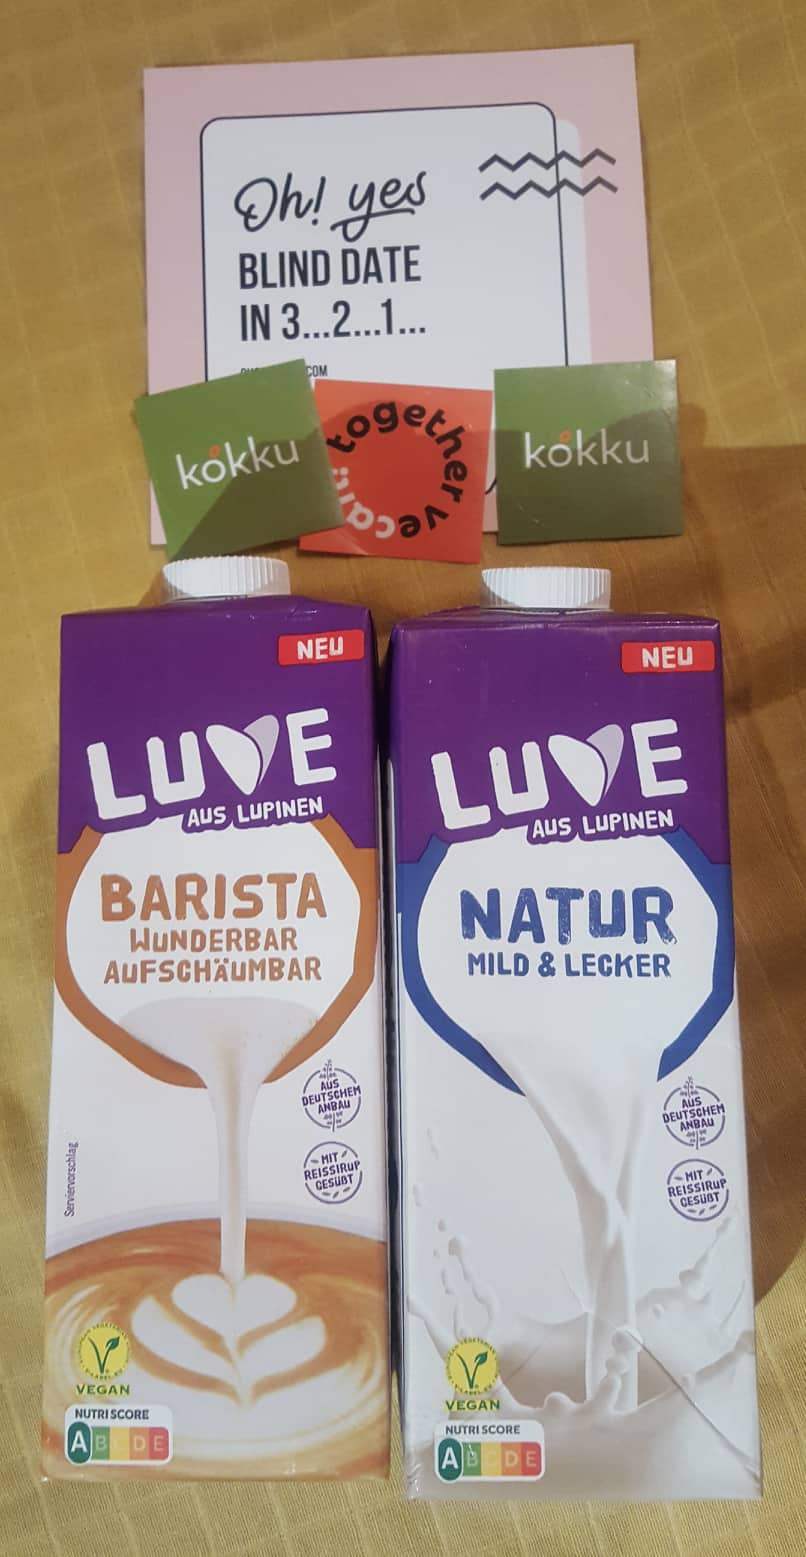 Oh! yes
BLIND DATE
IN 3...2...1...
COM
kokku
together
vecan!
kokku
NEU
LUVE
AUS LUPINEN
BARISTA
WUNDERBAR
AUFSCHÄUMBAR
AUS
DEUTSCHEM
ANBAU
MIT
REISSIRUP
GESÜßT
Serviervorschlag
VEGAN
NUTRI SCORE
A B C D E
NEU
LUVE
AUS LUPINEN
NATUR
MILD & LECKER
AUS
DEUTSCHEM
ANBAU
MIT
REISSIRUP
GESÜßT
VEGAN
NUTRI SCORE
A B C D E